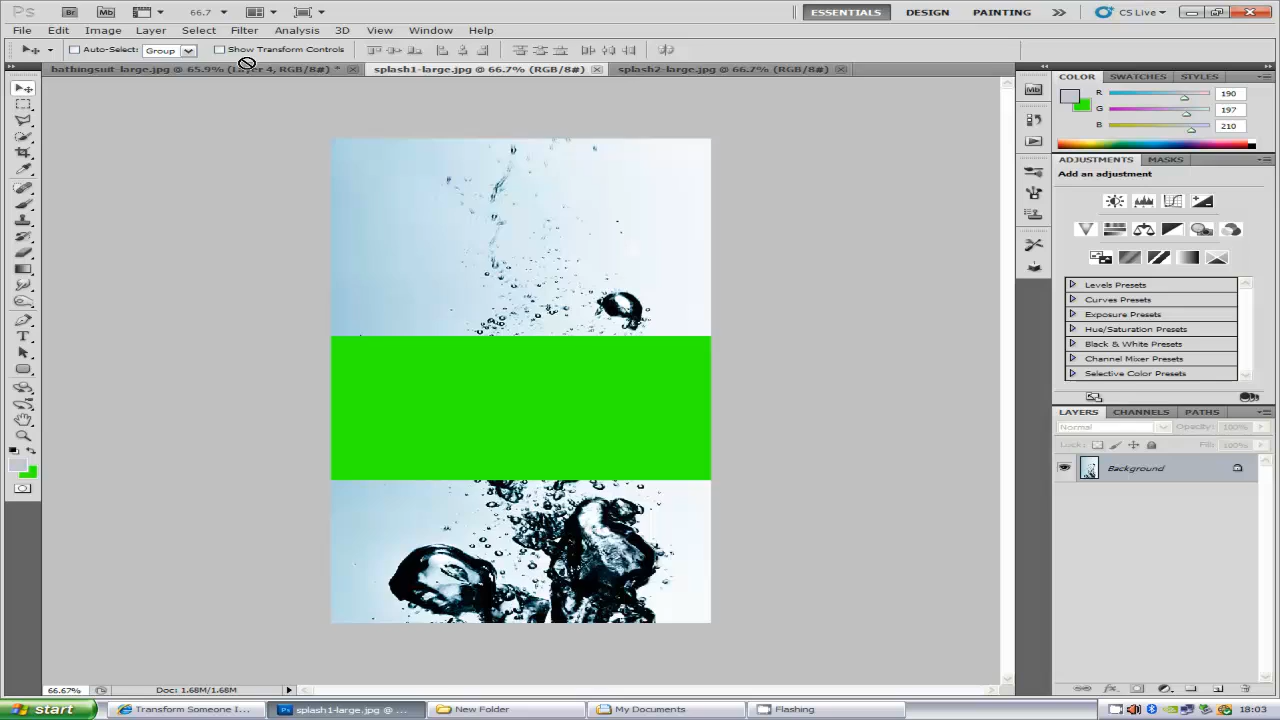 Ps Br Mb 66.7 ESSENTIALS DESIGN PAINTING >> CS Live
File Edit Image Layer Select Filter Analysis 3D View Window Help
Auto-Select: Group Show Transform Controls
bathingsuit-large.jpg @ 65.9% (Layer 4, RGB/8#) * splash1-large.jpg @ 66.7% (RGB/8#) splash2-large.jpg @ 66.7% (RGB/8#)
COLOR SWATCHES STYLES
R 190
G 197
B 210
ADJUSTMENTS MASKS
Add an adjustment
Levels Presets
Curves Presets
Exposure Presets
Hue/Saturation Presets
Black & White Presets
Channel Mixer Presets
Selective Color Presets
LAYERS CHANNELS PATHS
Normal Opacity: 100%
Lock: Fill: 100%
Background
66.67% Doc: 1.68M/1.68M
start Transform Someone I... splash1-large.jpg @ ... New Folder My Documents Flashing 18:03